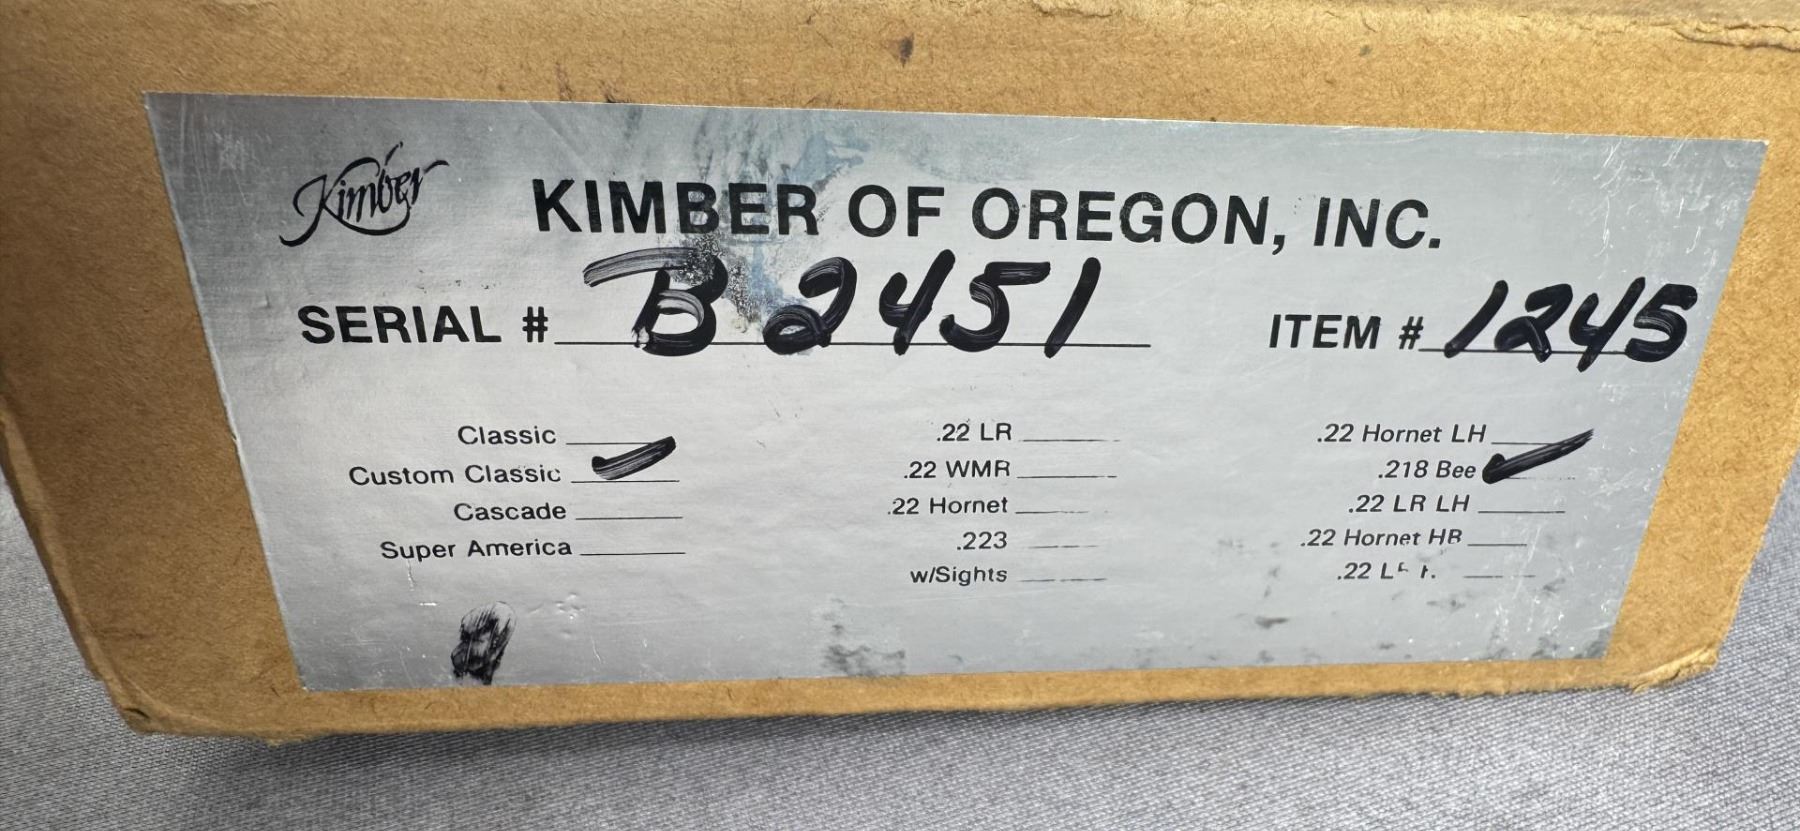 Kimber
KIMBER OF OREGON, INC.
SERIAL # B2451 ITEM # 1245
Classic
Custom Classic
Cascade
Super America
.22 LR
.22 WMR
.22 Hornet
.223
w/Sights
.22 Hornet LH
.218 Bee
.22 LR LH
.22 Hornet HB
.22